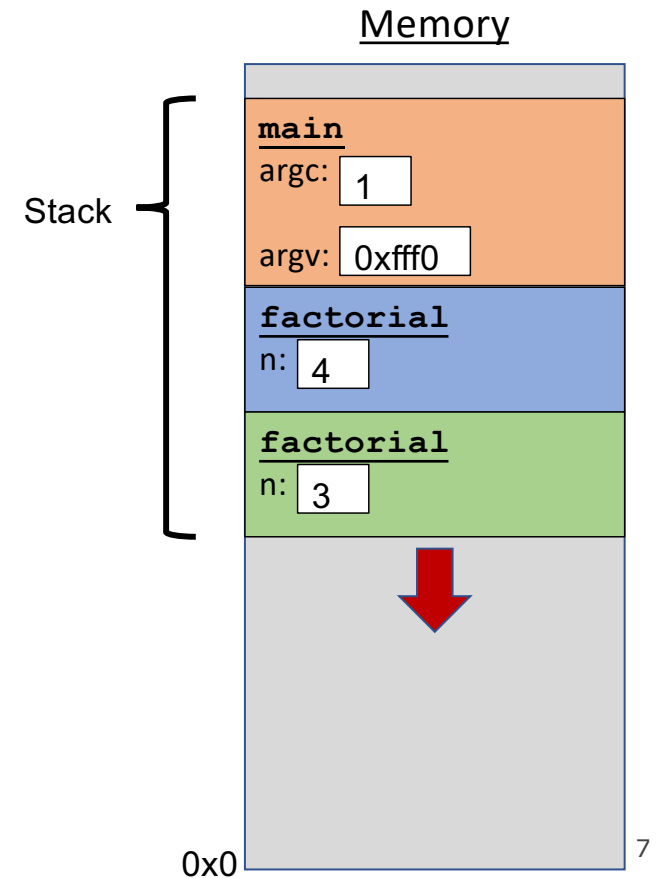 Memory
Stack
main
argc: 1
argv: 0xfff0
factorial
n: 4
factorial
n: 3
0x0
7